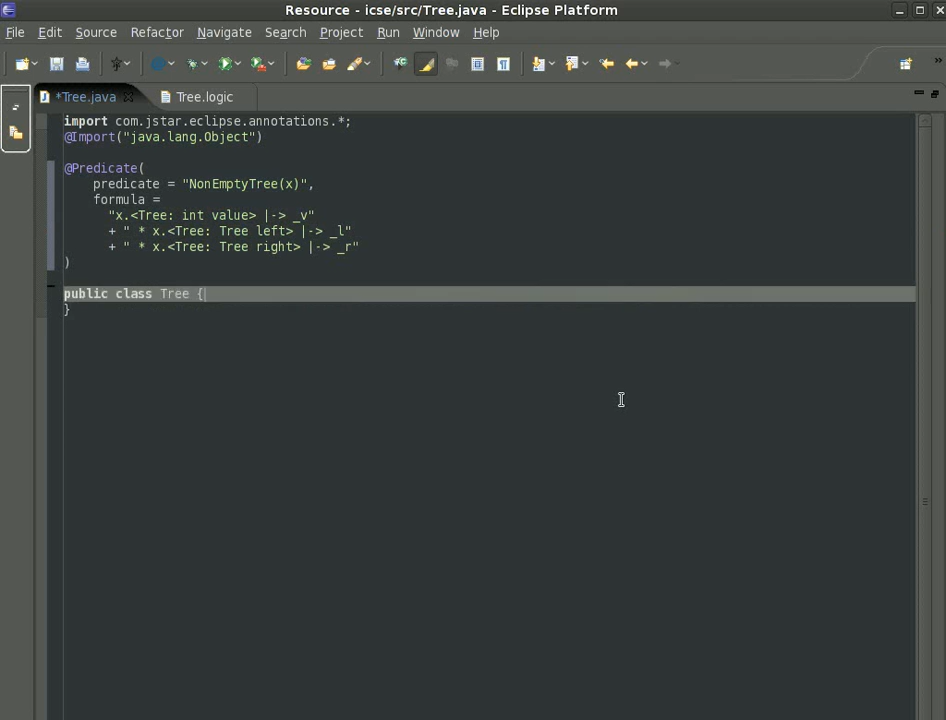 Resource - icse/src/Tree.java - Eclipse Platform
File Edit Source Refactor Navigate Search Project Run Window Help
*Tree.java Tree.logic
import com.jstar.eclipse.annotations.*;
@Import("java.lang.Object")
@Predicate(
predicate = "NonEmptyTree(x)",
formula =
"x.<Tree: int value> |-> _v"
+ " * x.<Tree: Tree left> |-> _l"
+ " * x.<Tree: Tree right> |-> _r"
)
public class Tree {
}